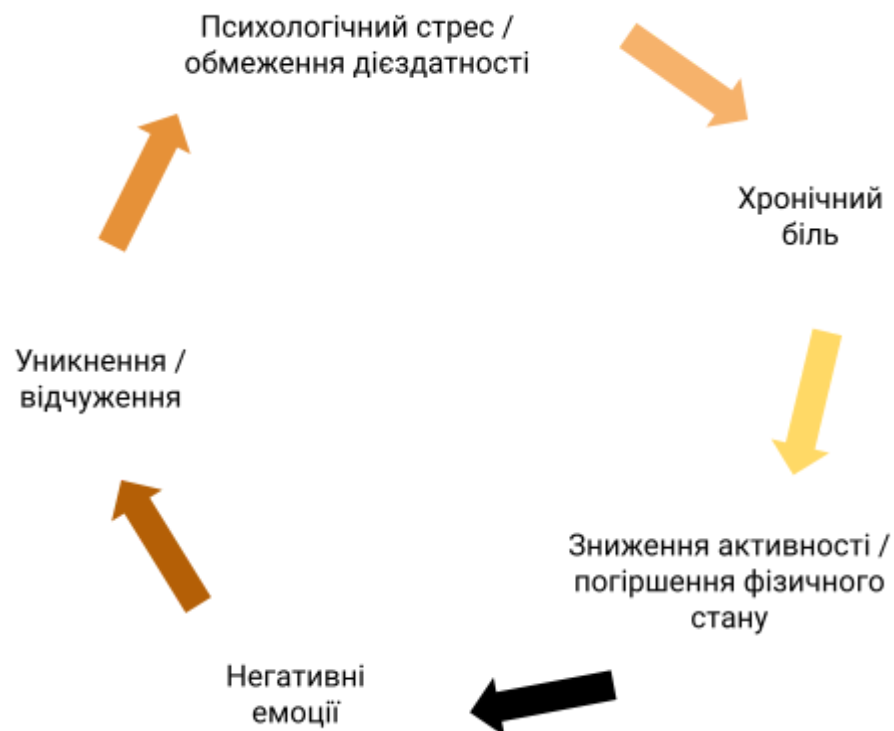 Психологічний стрес /
обмеження дієздатності
Хронічний
біль
Зниження активності /
погіршення фізичного
стану
Негативні
емоції
Уникнення /
відчуження